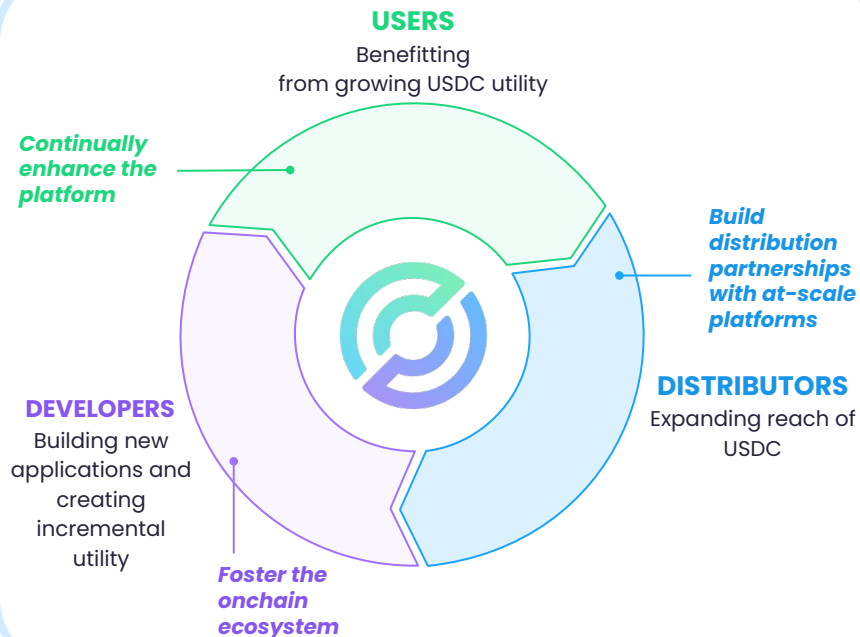 USERS
Benefitting
from growing USDC utility
Continually
enhance the
platform
Build
distribution
partnerships
with at-scale
platforms
DISTRIBUTORS
Expanding reach of
USDC
DEVELOPERS
Building new
applications and
creating
incremental
utility
Foster the
onchain
ecosystem